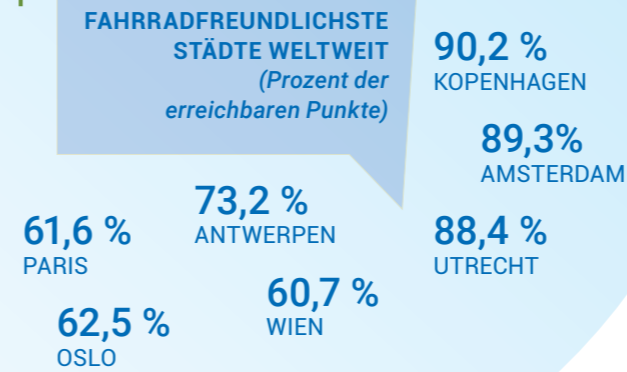 FAHRRADFREUNDLICHSTE
STÄDTE WELTWEIT
(Prozent der
erreichbaren Punkte)
90,2 %
KOPENHAGEN
89,3%
AMSTERDAM
73,2 %
ANTWERPEN
61,6 %
PARIS
88,4 %
UTRECHT
60,7 %
WIEN
62,5 %
OSLO